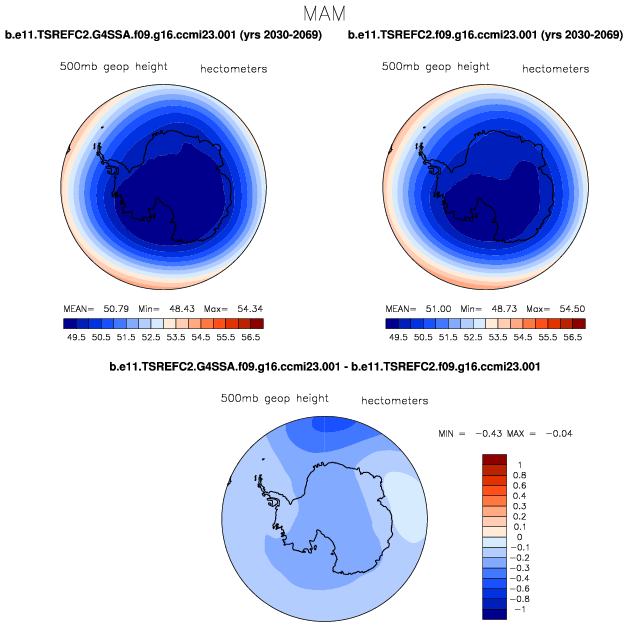 MAM
b.e11.TSREFC2.G4SSA.f09.g16.ccmi23.001 (yrs 2030-2069)
b.e11.TSREFC2.f09.g16.ccmi23.001 (yrs 2030-2069)
500mb geop height hectometers
500mb geop height hectometers
MEAN= 50.79 Min= 48.43 Max= 54.34
MEAN= 51.00 Min= 48.73 Max= 54.50
49.5 50.5 51.5 52.5 53.5 54.5 55.5 56.5
49.5 50.5 51.5 52.5 53.5 54.5 55.5 56.5
b.e11.TSREFC2.G4SSA.f09.g16.ccmi23.001 - b.e11.TSREFC2.f09.g16.ccmi23.001
500mb geop height hectometers
MIN = -0.43 MAX = -0.04
1
0.8
0.6
0.4
0.3
0.2
0.1
0
-0.1
-0.2
-0.3
-0.4
-0.6
-0.8
-1